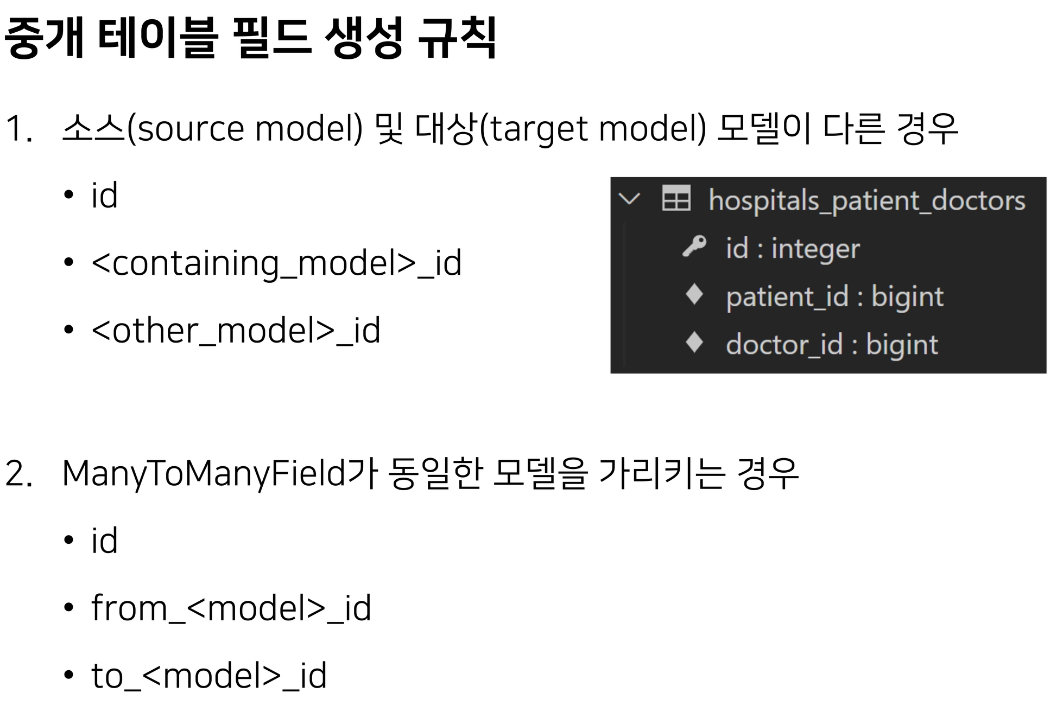 중개 테이블 필드 생성 규칙
1. 소스(source model) 및 대상(target model) 모델이 다른 경우
• id
• <containing_model>_id
• <other_model>_id
hospitals_patient_doctors
id : integer
patient_id : bigint
doctor_id : bigint
2. ManyToManyField가 동일한 모델을 가리키는 경우
• id
• from_<model>_id
• to_<model>_id